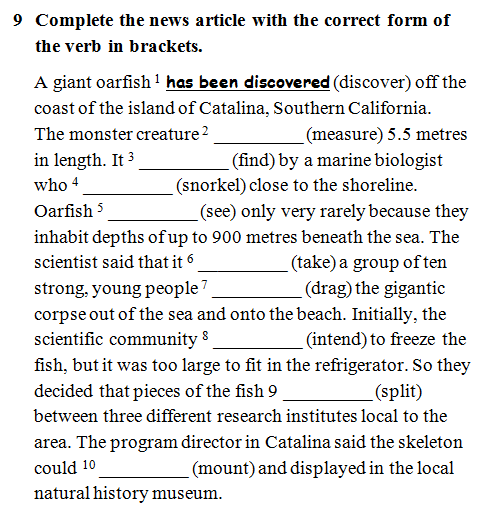 9 Complete the news article with the correct form of
the verb in brackets.
A giant oarfish ¹ has been discovered (discover) off the
coast of the island of Catalina, Southern California.
The monster creature ² __________ (measure) 5.5 metres
in length. It ³ __________ (find) by a marine biologist
who ⁴ __________ (snorkel) close to the shoreline.
Oarfish ⁵ __________ (see) only very rarely because they
inhabit depths of up to 900 metres beneath the sea. The
scientist said that it ⁶ __________ (take) a group of ten
strong, young people ⁷ __________ (drag) the gigantic
corpse out of the sea and onto the beach. Initially, the
scientific community ⁸ __________ (intend) to freeze the
fish, but it was too large to fit in the refrigerator. So they
decided that pieces of the fish 9 __________ (split)
between three different research institutes local to the
area. The program director in Catalina said the skeleton
could ¹⁰ __________ (mount) and displayed in the local
natural history museum.